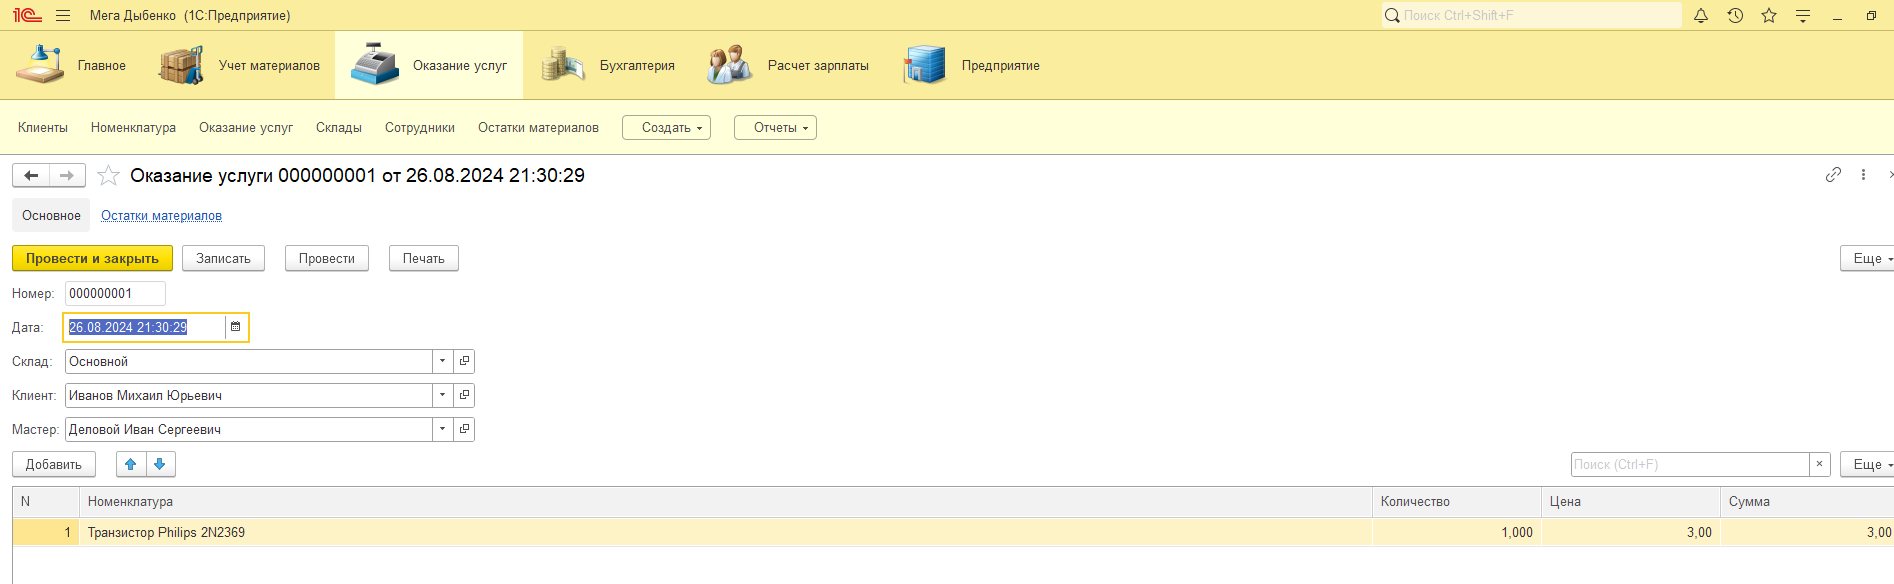 1С Мега Дыбенко (1С:Предприятие) Поиск Ctrl+Shift+F
Главное Учет материалов Оказание услуг Бухгалтерия Расчет зарплаты Предприятие
Клиенты Номенклатура Оказание услуг Склады Сотрудники Остатки материалов Создать Отчеты
Оказание услуги 000000001 от 26.08.2024 21:30:29
Основное Остатки материалов
Провести и закрыть Записать Провести Печать Еще
Номер: 000000001
Дата: 26.08.2024 21:30:29
Склад: Основной
Клиент: Иванов Михаил Юрьевич
Мастер: Деловой Иван Сергеевич
Добавить Поиск (Ctrl+F) × Еще
N Номенклатура Количество Цена Сумма
1 Транзистор Philips 2N2369 1,000 3,00 3,00